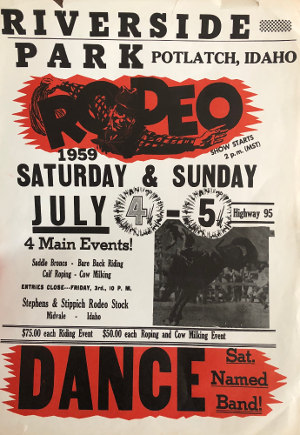 RIVERSIDE
PARK POTLATCH, IDAHO
RODEO
SHOW STARTS
2 p.m. (MST)
1959
SATURDAY & SUNDAY
JULY 4 - 5
Highway 95
4 Main Events!
Saddle Broncs - Bare Back Riding
Calf Roping - Cow Milking
ENTRIES CLOSE---FRIDAY, 3rd., 10 P. M.
Stephens & Stippich Rodeo Stock
Midvale - Idaho
$75.00 each Riding Event $50.00 each Roping and Cow Milking Event
DANCE
Sat.
Named
Band!